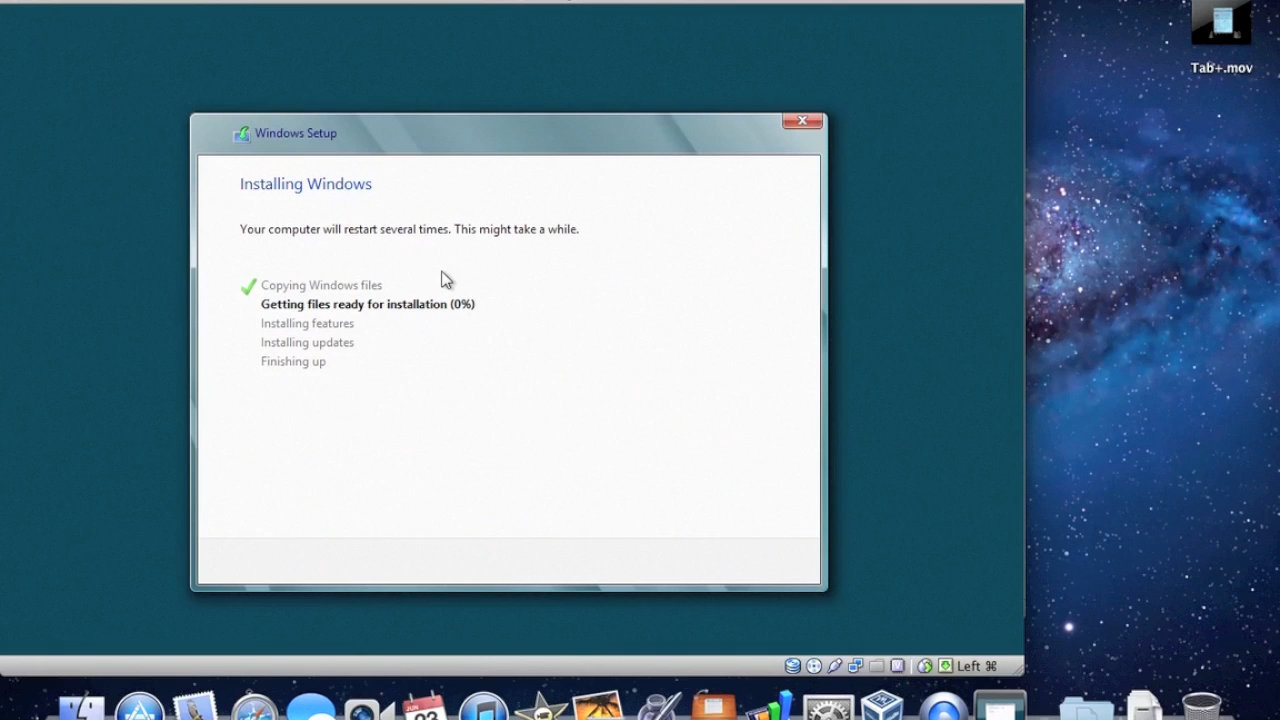 Tab+.mov
Windows Setup
Installing Windows
Your computer will restart several times. This might take a while.
Copying Windows files
Getting files ready for installation (0%)
Installing features
Installing updates
Finishing up
Left ⌘
JUN